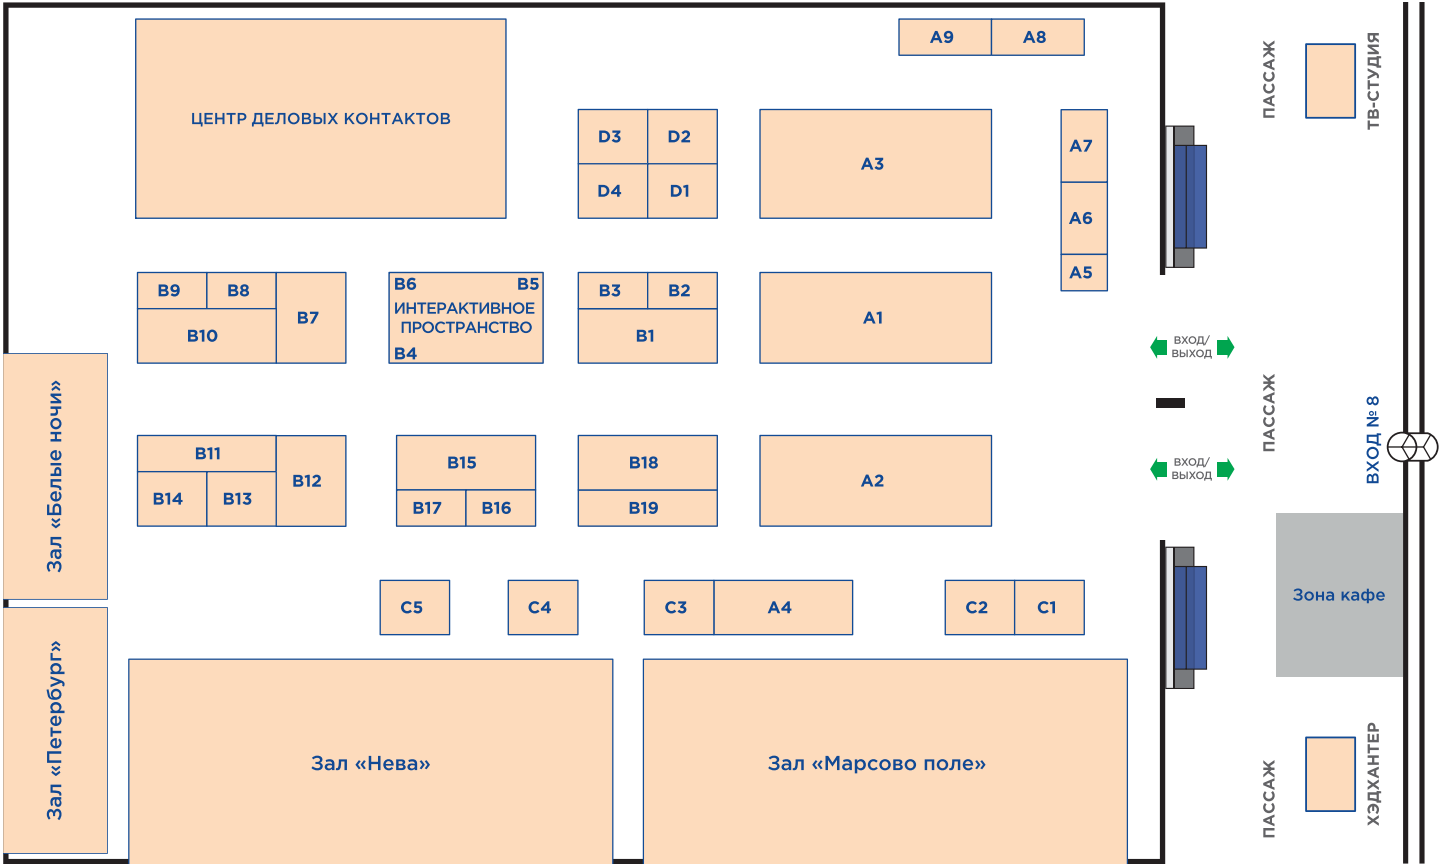 A9
A8
ПАССАЖ
ТВ-СТУДИЯ
ЦЕНТР ДЕЛОВЫХ КОНТАКТОВ
D3
D2
A3
A7
D4
D1
A6
A5
B9
B8
B7
B10
B6
B5
ИНТЕРАКТИВНОЕ
ПРОСТРАНСТВО
B4
B3
B2
B1
A1
ВХОД/
ВЫХОД
ПАССАЖ
ВХОД № 8
Зал «Белые ночи»
B11
B12
B14
B13
B15
B17
B16
B18
B19
A2
ВХОД/
ВЫХОД
C5
C4
C3
A4
C2
C1
Зона кафе
Зал «Петербург»
Зал «Нева»
Зал «Марсово поле»
ПАССАЖ
ХЭДХАНТЕР